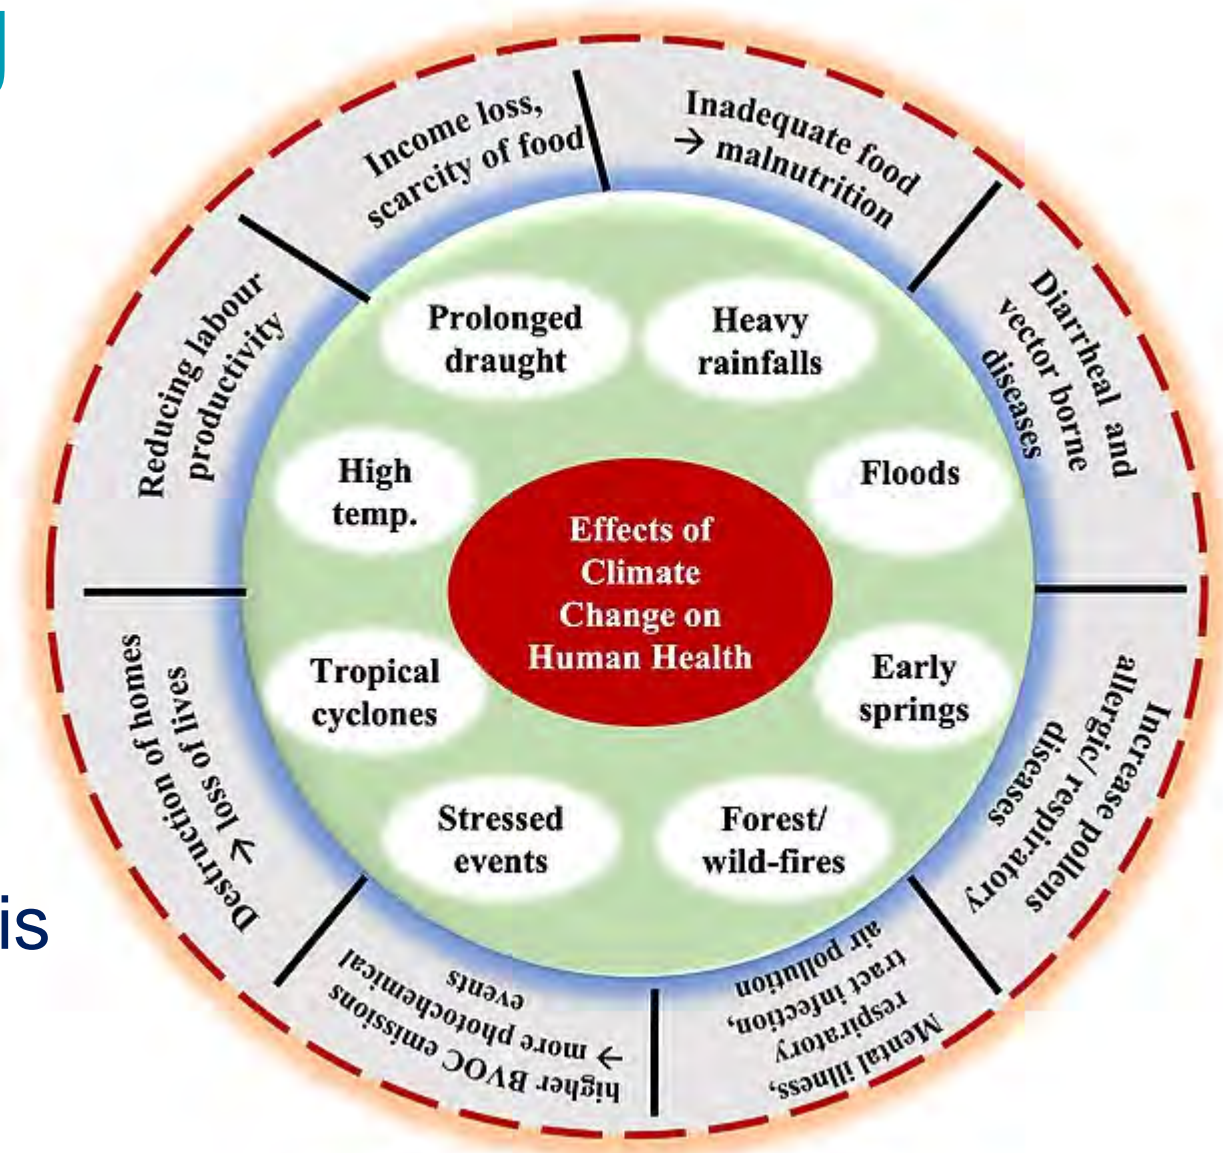 g
Income loss,
scarcity of food
Inadequate food
→ malnutrition
Diarrheal and
vector borne
diseases
Increase pollens
allergic/ respiratory
diseases
Mental illness,
respiratory
tract infection,
air pollution
higher BVOC emissions
→ more photochemical
events
Destruction of homes
→ loss of lives
Reducing labour
productivity
Prolonged
draught
Heavy
rainfalls
High
temp.
Floods
Effects of
Climate
Change on
Human Health
Tropical
cyclones
Early
springs
Stressed
events
Forest/
wild-fires
is